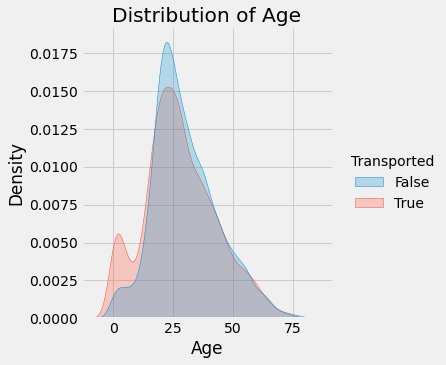 Distribution of Age
0.0175
0.0150
0.0125
0.0100
0.0075
0.0050
0.0025
0.0000
Density
0 25 50 75
Age
Transported
False
True